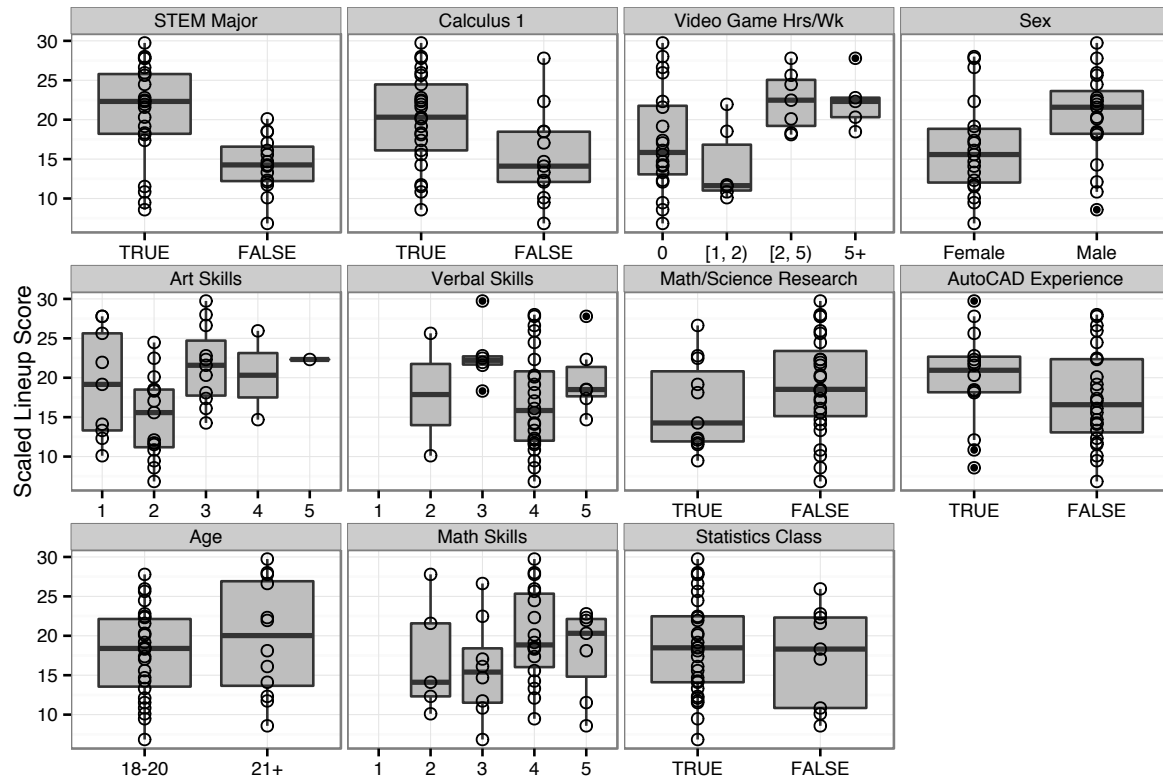 STEM Major Calculus 1 Video Game Hrs/Wk Sex
30
25
20
15
10
TRUE FALSE TRUE FALSE 0 [1, 2) [2, 5) 5+ Female Male
Art Skills Verbal Skills Math/Science Research AutoCAD Experience
Scaled Lineup Score
30
25
20
15
10
1 2 3 4 5 1 2 3 4 5 TRUE FALSE TRUE FALSE
Age Math Skills Statistics Class
30
25
20
15
10
18-20 21+ 1 2 3 4 5 TRUE FALSE